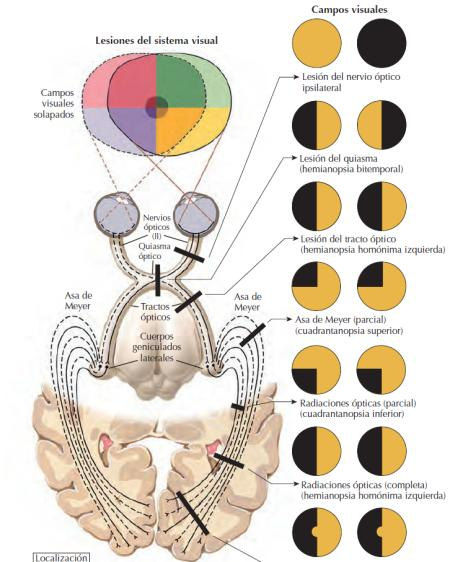 Campos visuales
Lesiones del sistema visual
Campos
visuales
solapados
Lesión del nervio óptico
ipsilateral
Lesión del quiasma
(hemianopsia bitemporal)
Nervios
ópticos (II)
Quiasma
óptico
Lesión del tracto óptico
(hemianopsia homónima izquierda)
Asa de
Meyer
Tractos
ópticos
Asa de
Meyer
Cuerpos
geniculados
laterales
Asa de Meyer (parcial)
(cuadrantanopsia superior)
Radiaciones ópticas (parcial)
(cuadrantanopsia inferior)
Radiaciones ópticas (completa)
(hemianopsia homónima izquierda)
Localización